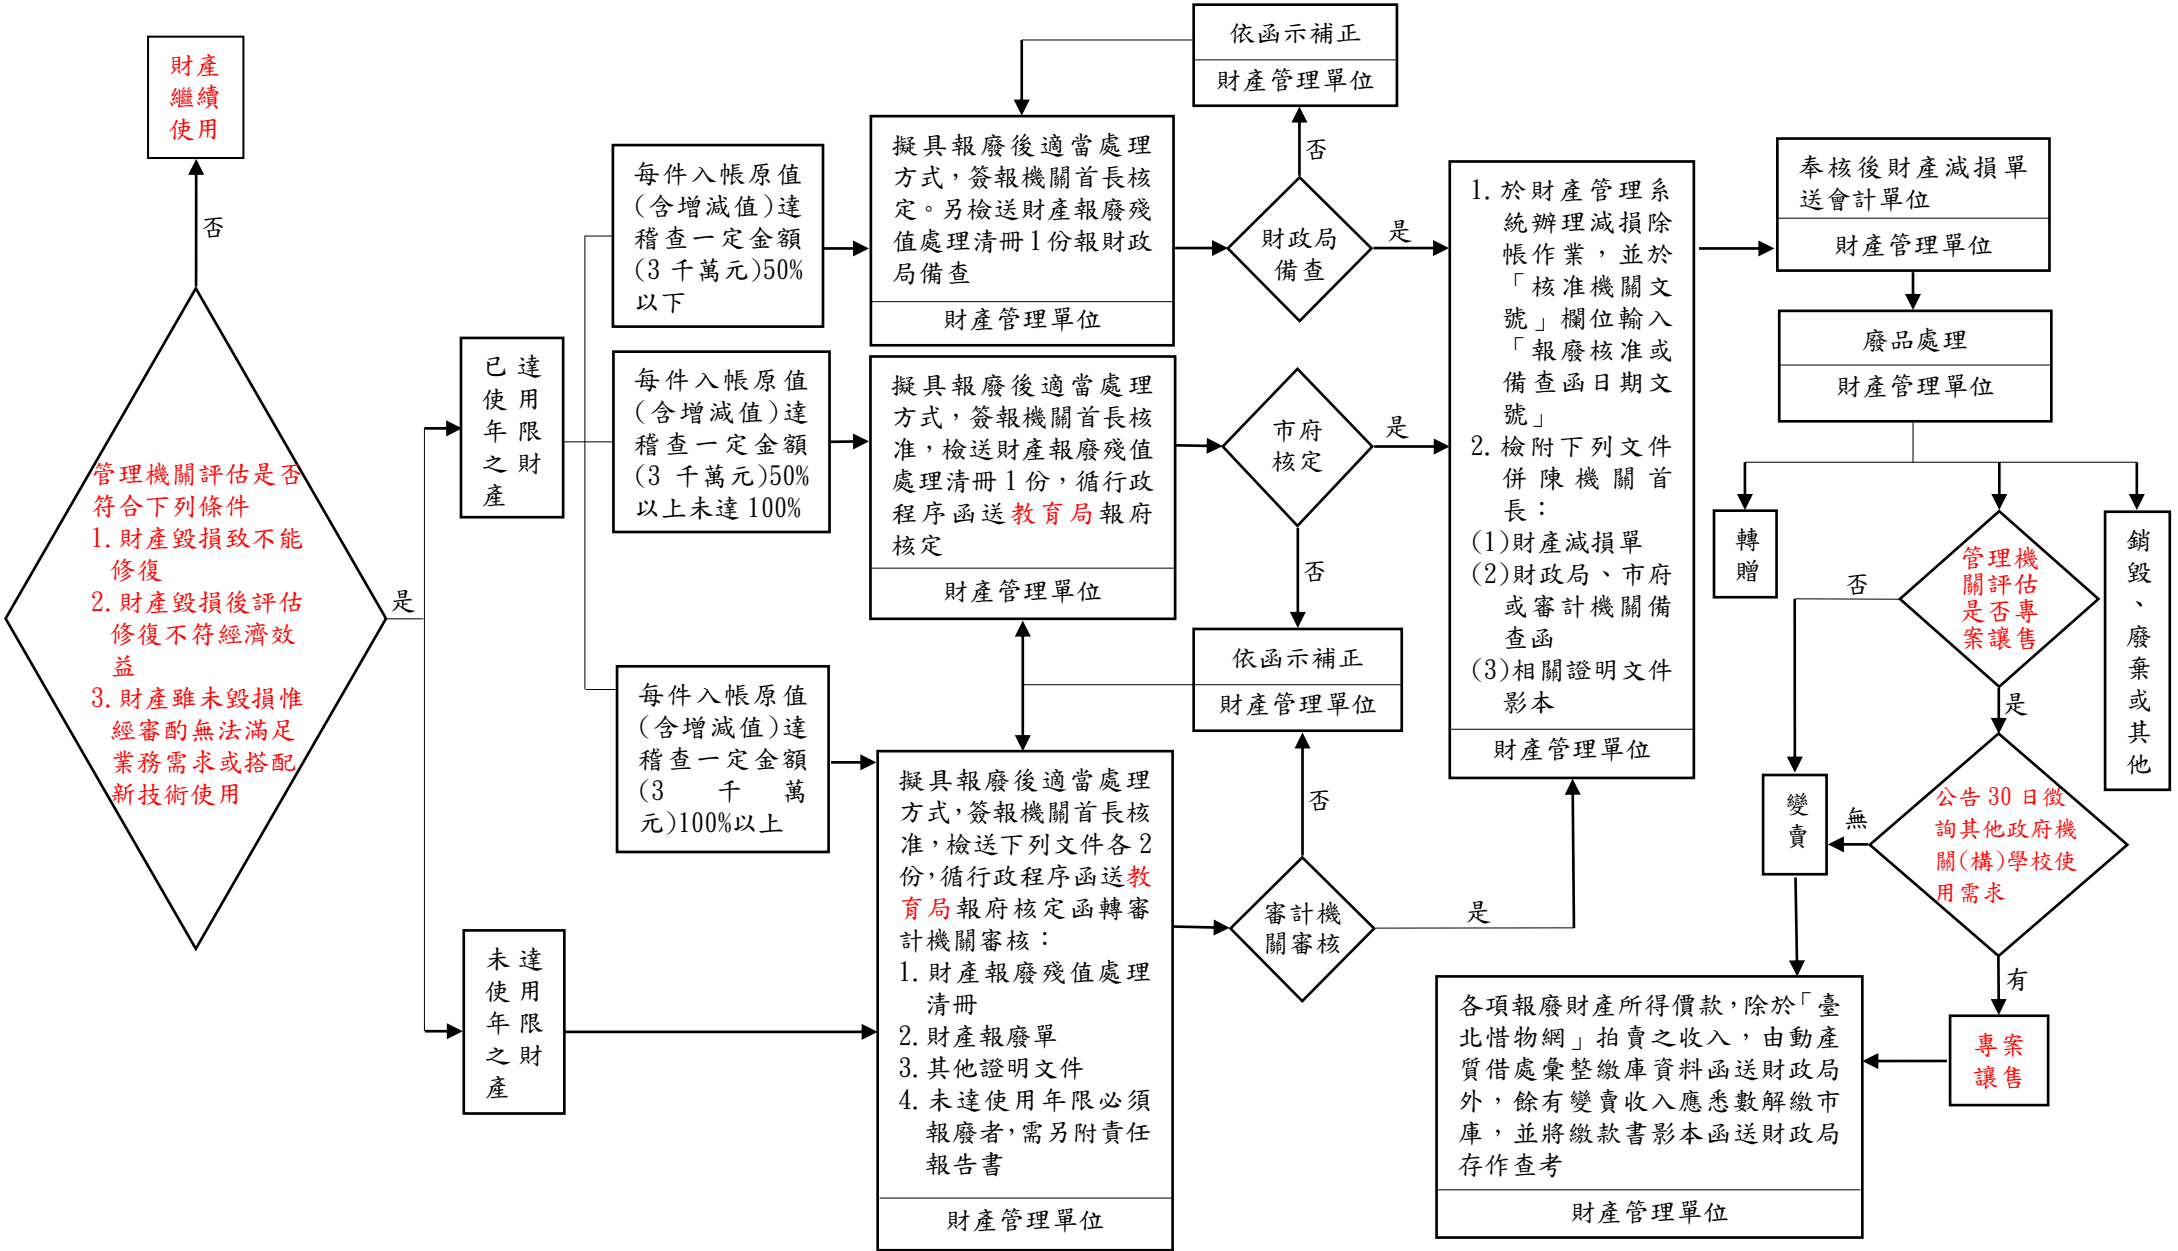 財產
繼續
使用
否
管理機關評估是否
符合下列條件
1.財產毀損致不能
修復
2.財產毀損後評估
修復不符經濟效
益
3.財產雖未毀損惟
經審酌無法滿足
業務需求或搭配
新技術使用
是
已達
使用
年限
之財
產
未達
使用
年限
之財
產
每件入帳原值
(含增減值)達
稽查一定金額
(3千萬元)50%
以下
每件入帳原值
(含增減值)達
稽查一定金額
(3千萬元)50%
以上未達100%
每件入帳原值
(含增減值)達
稽查一定金額
(3千萬
元)100%以上
擬具報廢後適當處理
方式,簽報機關首長核
定。另檢送財產報廢殘
值處理清冊1份報財政
局備查
財產管理單位
擬具報廢後適當處理
方式,簽報機關首長核
准,檢送財產報廢殘值
處理清冊1份,循行政
程序函送教育局報府
核定
財產管理單位
擬具報廢後適當處理
方式,簽報機關首長核
准,檢送下列文件各2
份,循行政程序函送教
育局報府核定函轉審
計機關審核:
1.財產報廢殘值處理
清冊
2.財產報廢單
3.其他證明文件
4.未達使用年限必須
報廢者,需另附責任
報告書
財產管理單位
依函示補正
財產管理單位
否
財政局
備查
是
市府
核定
是
否
依函示補正
財產管理單位
否
審計機
關審核
是
1.於財產管理系
統辦理減損除
帳作業,並於
「核准機關文
號」欄位輸入
「報廢核准或
備查函日期文
號」
2.檢附下列文件
併陳機關首
長:
(1)財產減損單
(2)財政局、市府
或審計機關備
查函
(3)相關證明文件
影本
財產管理單位
奉核後財產減損單
送會計單位
財產管理單位
廢品處理
財產管理單位
轉
贈
否
管理機
關評估
是否專
案讓售
是
銷
毀
、
廢
棄
或
其
他
變
賣
無
公告30日徵
詢其他政府機
關(構)學校使
用需求
有
專案
讓售
各項報廢財產所得價款,除於「臺
北惜物網」拍賣之收入,由動產
質借處彙整繳庫資料函送財政局
外,餘有變賣收入應悉數解繳市
庫,並將繳款書影本函送財政局
存作查考
財產管理單位